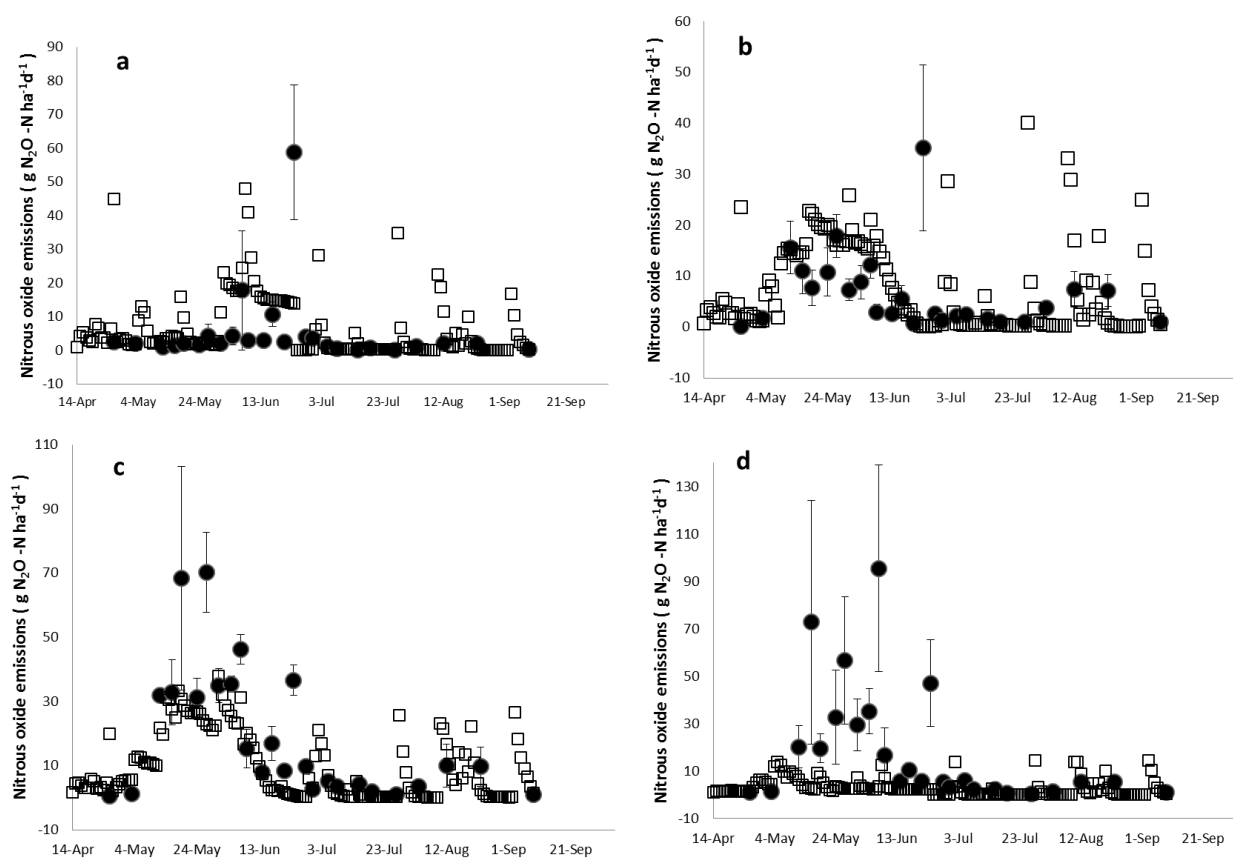 a
Nitrous oxide emissions ( g N₂O -N ha⁻¹d⁻¹)
90
80
70
60
50
40
30
20
10
0
-10
14-Apr 4-May 24-May 13-Jun 3-Jul 23-Jul 12-Aug 1-Sep 21-Sep
b
Nitrous oxide emissions ( g N₂O -N ha⁻¹d⁻¹)
60
50
40
30
20
10
0
-10
14-Apr 4-May 24-May 13-Jun 3-Jul 23-Jul 12-Aug 1-Sep 21-Sep
c
Nitrous oxide emissions ( g N₂O -N ha⁻¹d⁻¹)
110
90
70
50
30
10
-10
14-Apr 4-May 24-May 13-Jun 3-Jul 23-Jul 12-Aug 1-Sep 21-Sep
d
Nitrous oxide emissions ( g N₂O -N ha⁻¹d⁻¹)
130
110
90
70
50
30
10
-10
14-Apr 4-May 24-May 13-Jun 3-Jul 23-Jul 12-Aug 1-Sep 21-Sep